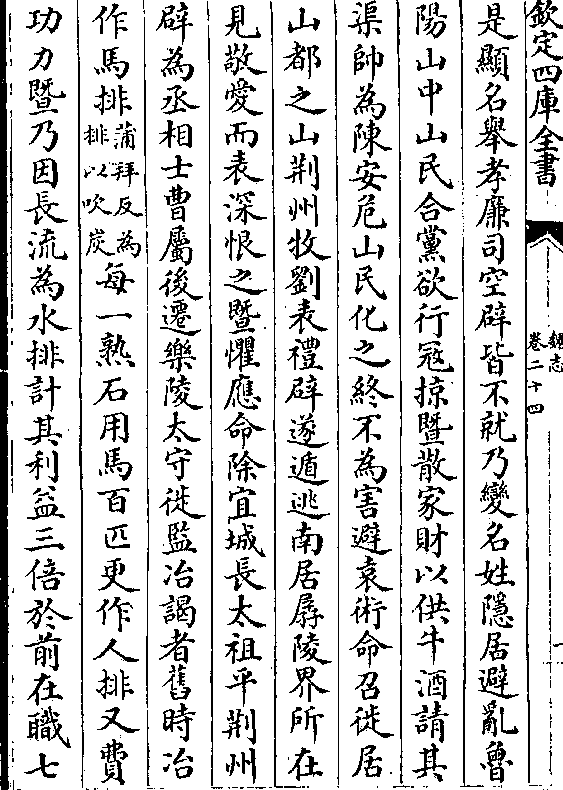 欽定四庫全書
魏志
卷二十四
是顯名舉孝廉司空辟皆不就乃變名姓隱居避亂魯
陽山中山民合黨欲行寇掠暨散家財以供牛酒請其
渠帥為陳安危山民化之終不為害避袁術命召徙居
山都之山荆州牧劉表禮辟遂遁逃南居孱陵界所在
見敬愛而表深恨之暨懼應命除宜城長太祖平荆州
辟為丞相士曹屬後遷樂陵太守徙監冶謁者舊時冶
作馬排蒲拜反為排以吹炭每一熟石用馬百匹更作人排又費
功力暨乃因長流為水排計其利益三倍於前在職七